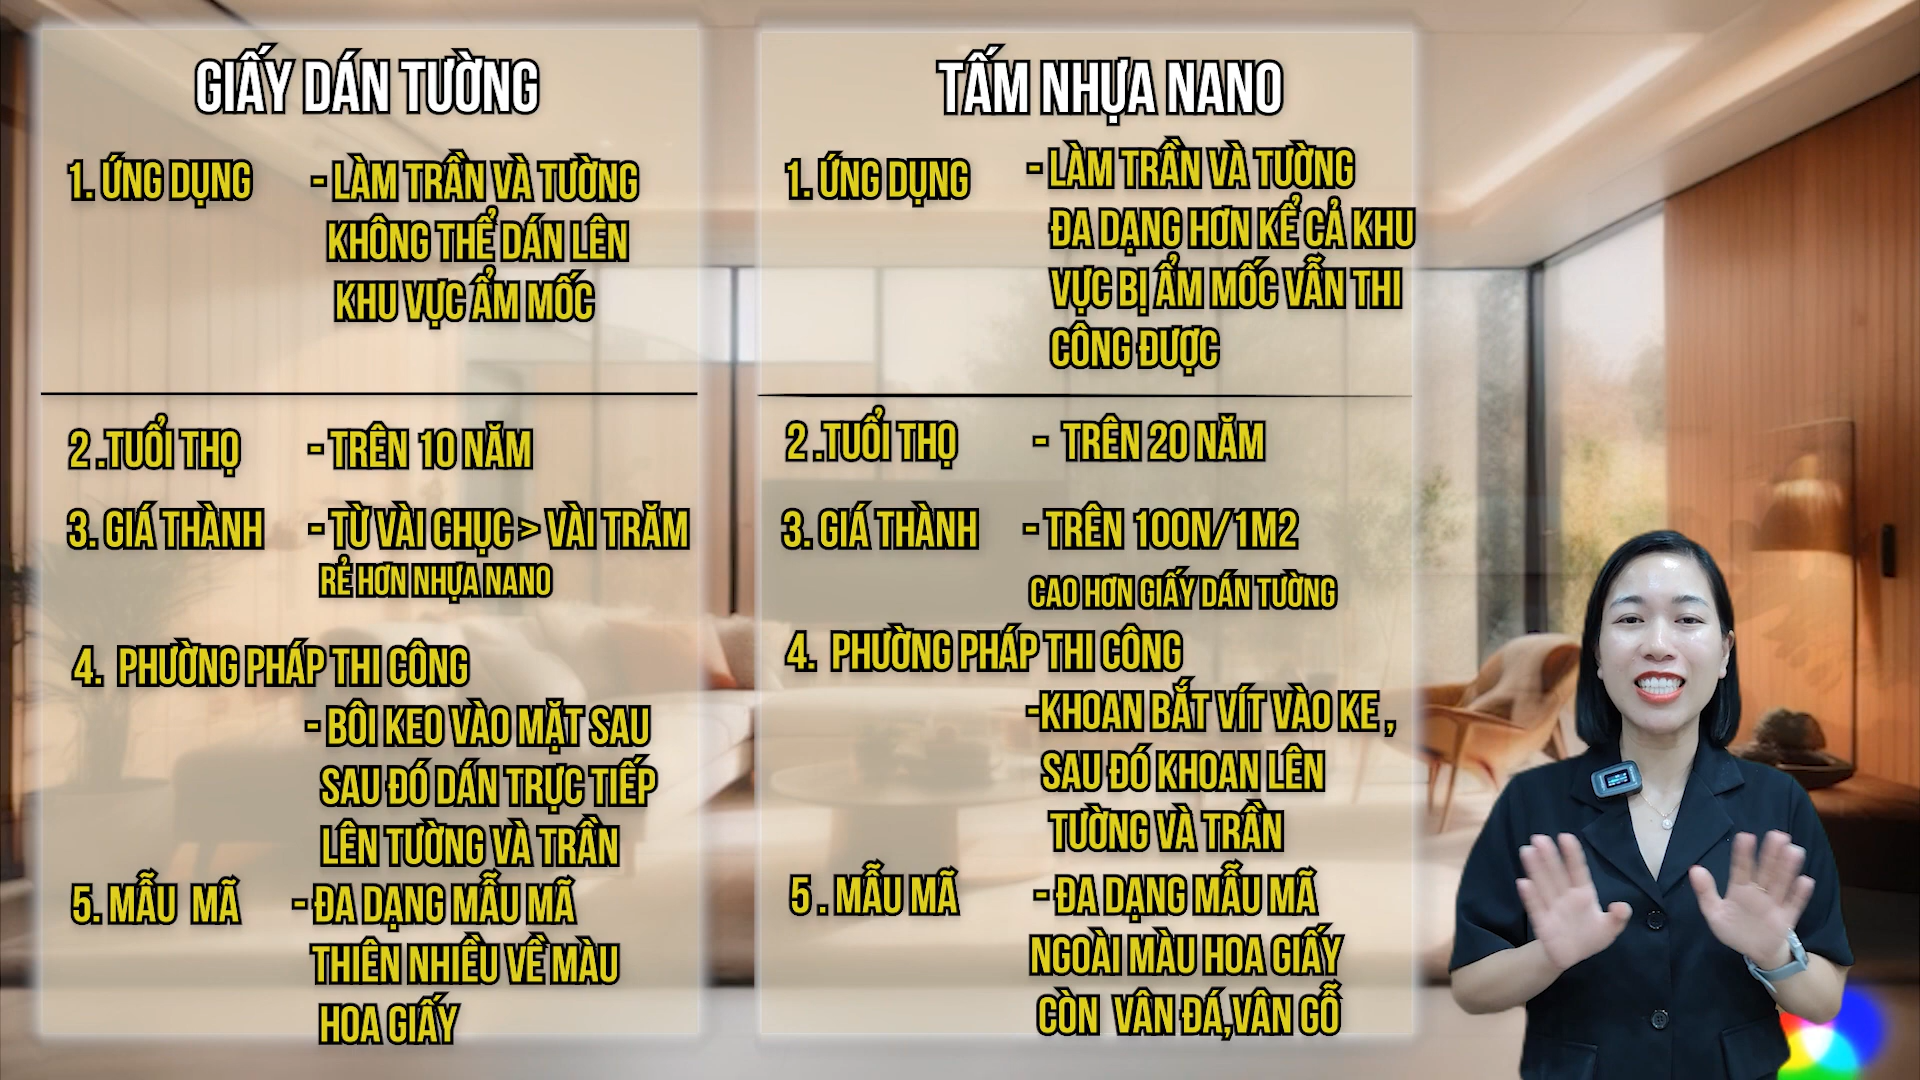 GIẤY DÁN TƯỜNG
1. ỨNG DỤNG - LÀM TRẦN VÀ TƯỜNG
KHÔNG THỂ DÁN LÊN
KHU VỰC ẨM MỐC
2 .TUỔI THỌ - TRÊN 10 NĂM
3. GIÁ THÀNH - TỪ VÀI CHỤC > VÀI TRĂM
RẺ HƠN NHỰA NANO
4. PHƯỜNG PHÁP THI CÔNG
- BÔI KEO VÀO MẶT SAU
SAU ĐÓ DÁN TRỰC TIẾP
LÊN TƯỜNG VÀ TRẦN
5. MẪU MÃ - ĐA DẠNG MẪU MÃ
THIÊN NHIỀU VỀ MÀU
HOA GIẤY
TẤM NHỰA NANO
1. ỨNG DỤNG - LÀM TRẦN VÀ TƯỜNG
ĐA DẠNG HƠN KỂ CẢ KHU
VỰC BỊ ẨM MỐC VẪN THI
CÔNG ĐƯỢC
2 .TUỔI THỌ - TRÊN 20 NĂM
3. GIÁ THÀNH - TRÊN 100N/1M2
CAO HƠN GIẤY DÁN TƯỜNG
4. PHƯỜNG PHÁP THI CÔNG
-KHOAN BẮT VÍT VÀO KE ,
SAU ĐÓ KHOAN LÊN
TƯỜNG VÀ TRẦN
5 . MẪU MÃ - ĐA DẠNG MẪU MÃ
NGOÀI MÀU HOA GIẤY
CÒN VÂN ĐÁ,VÂN GỖ